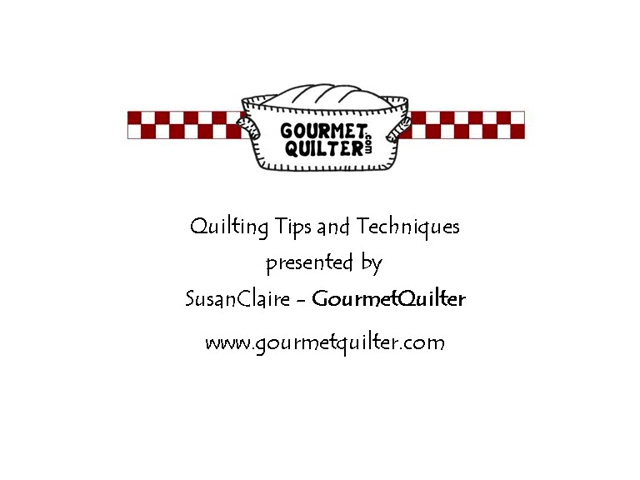 GOURMET
QUILTER.com
Quilting Tips and Techniques
presented by
SusanClaire - GourmetQuilter
www.gourmetquilter.com